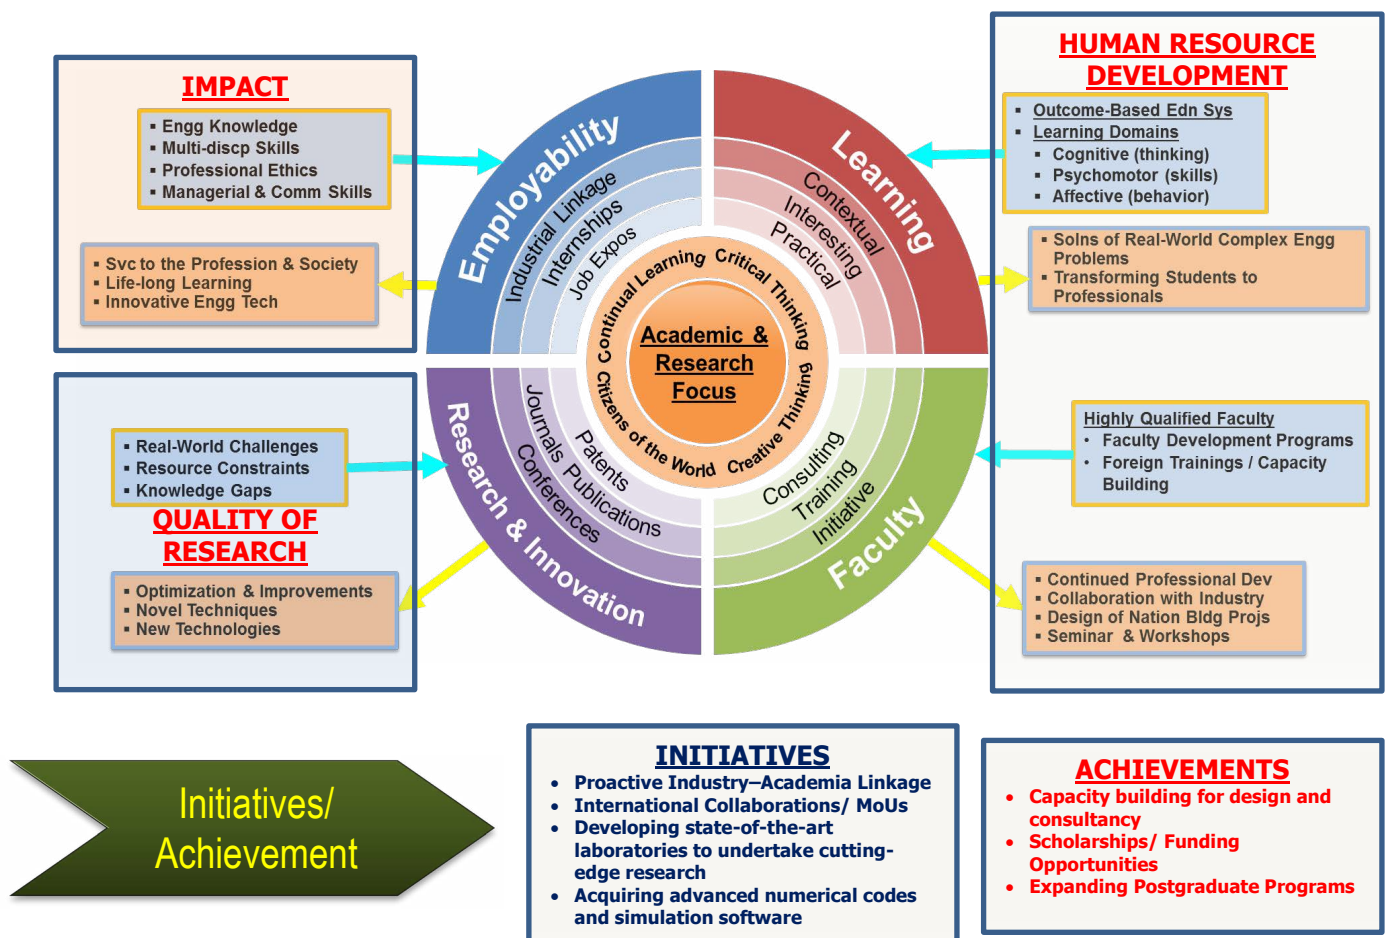 IMPACT
▪ Engg Knowledge
▪ Multi-discp Skills
▪ Professional Ethics
▪ Managerial & Comm Skills
▪ Svc to the Profession & Society
▪ Life-long Learning
▪ Innovative Engg Tech
▪ Real-World Challenges
▪ Resource Constraints
▪ Knowledge Gaps
QUALITY OF
RESEARCH
▪ Optimization & Improvements
▪ Novel Techniques
▪ New Technologies
Employability
Industrial Linkage
Internships
Job Expos
Learning
Contextual
Interesting
Practical
Continual Learning
Critical Thinking
Creative Thinking
Citizens of the World
Academic &
Research
Focus
Research & Innovation
Conferences
Journals Publications
Patents
Consulting
Training
Initiative
Faculty
HUMAN RESOURCE
DEVELOPMENT
▪ Outcome-Based Edn Sys
▪ Learning Domains
▪ Cognitive (thinking)
▪ Psychomotor (skills)
▪ Affective (behavior)
▪ Solns of Real-World Complex Engg
Problems
▪ Transforming Students to
Professionals
Highly Qualified Faculty
• Faculty Development Programs
• Foreign Trainings / Capacity
Building
▪ Continued Professional Dev
▪ Collaboration with Industry
▪ Design of Nation Bldg Projs
▪ Seminar & Workshops
Initiatives/
Achievement
INITIATIVES
• Proactive Industry–Academia Linkage
• International Collaborations/ MoUs
• Developing state-of-the-art
laboratories to undertake cutting-
edge research
• Acquiring advanced numerical codes
and simulation software
ACHIEVEMENTS
• Capacity building for design and
consultancy
• Scholarships/ Funding
Opportunities
• Expanding Postgraduate Programs